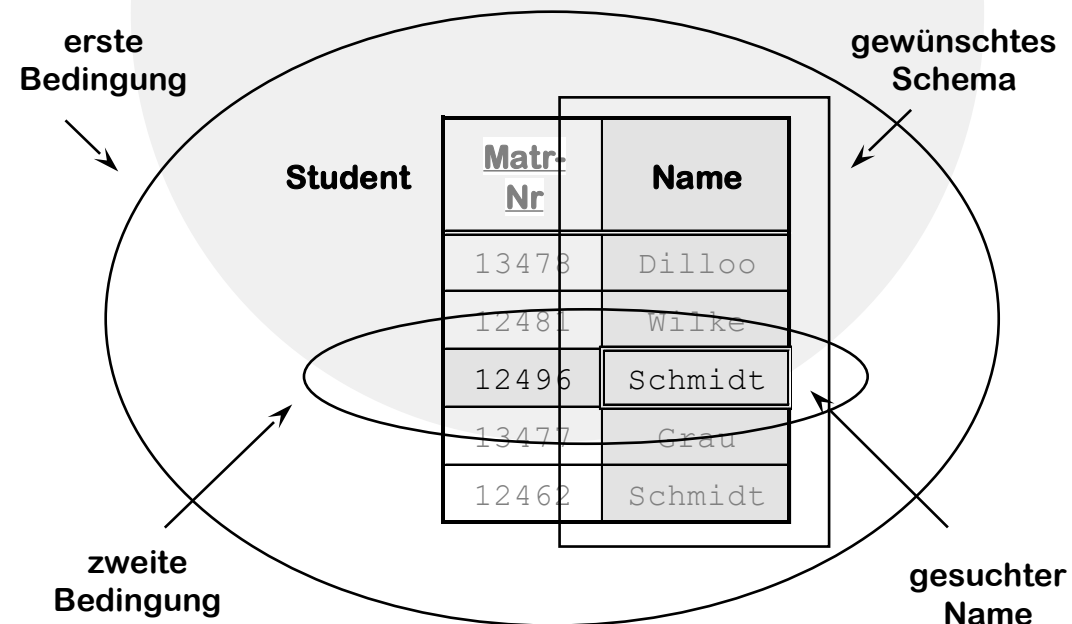 erste
Bedingung
gewünschtes
Schema
Student
Matr-
Nr
Name
13478 Dilloo
12481 Wilke
12496 Schmidt
13477 Grau
12462 Schmidt
zweite
Bedingung
gesuchter
Name